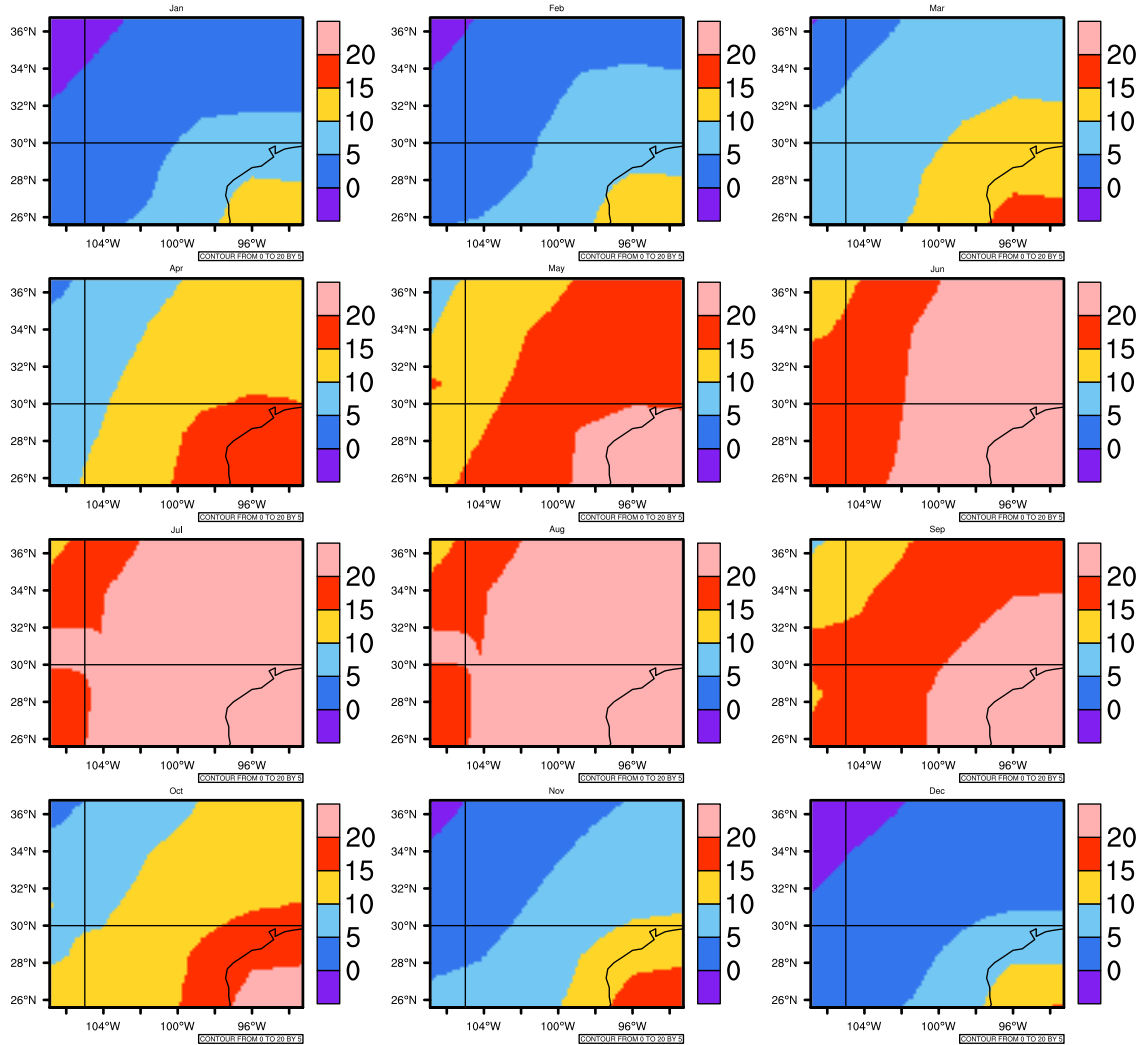 Jan Feb Mar
36°N 20 36°N 20 36°N 20
34°N 15 34°N 15 34°N 15
32°N 10 32°N 10 32°N 10
30°N 5 30°N 5 30°N 5
28°N 0 28°N 0 28°N 0
26°N 26°N 26°N
104°W 100°W 96°W 104°W 100°W 96°W 104°W 100°W 96°W
CONTOUR FROM 0 TO 20 BY 5 CONTOUR FROM 0 TO 20 BY 5 CONTOUR FROM 0 TO 20 BY 5
Apr May Jun
36°N 20 36°N 20 36°N 20
34°N 15 34°N 15 34°N 15
32°N 10 32°N 10 32°N 10
30°N 5 30°N 5 30°N 5
28°N 0 28°N 0 28°N 0
26°N 26°N 26°N
104°W 100°W 96°W 104°W 100°W 96°W 104°W 100°W 96°W
CONTOUR FROM 0 TO 20 BY 5 CONTOUR FROM 0 TO 20 BY 5 CONTOUR FROM 0 TO 20 BY 5
Jul Aug Sep
36°N 20 36°N 20 36°N 20
34°N 15 34°N 15 34°N 15
32°N 10 32°N 10 32°N 10
30°N 5 30°N 5 30°N 5
28°N 0 28°N 0 28°N 0
26°N 26°N 26°N
104°W 100°W 96°W 104°W 100°W 96°W 104°W 100°W 96°W
CONTOUR FROM 0 TO 20 BY 5 CONTOUR FROM 0 TO 20 BY 5 CONTOUR FROM 0 TO 20 BY 5
Oct Nov Dec
36°N 20 36°N 20 36°N 20
34°N 15 34°N 15 34°N 15
32°N 10 32°N 10 32°N 10
30°N 5 30°N 5 30°N 5
28°N 0 28°N 0 28°N 0
26°N 26°N 26°N
104°W 100°W 96°W 104°W 100°W 96°W 104°W 100°W 96°W
CONTOUR FROM 0 TO 20 BY 5 CONTOUR FROM 0 TO 20 BY 5 CONTOUR FROM 0 TO 20 BY 5